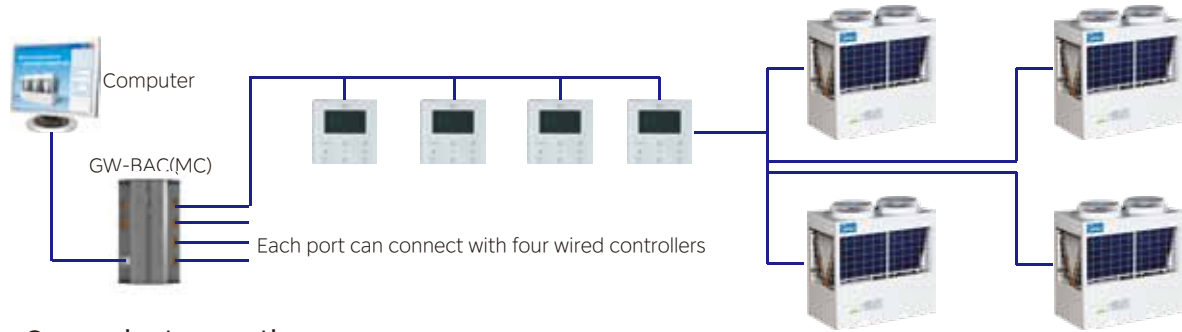 Computer
GW-BAC(MC)
Each port can connect with four wired controllers